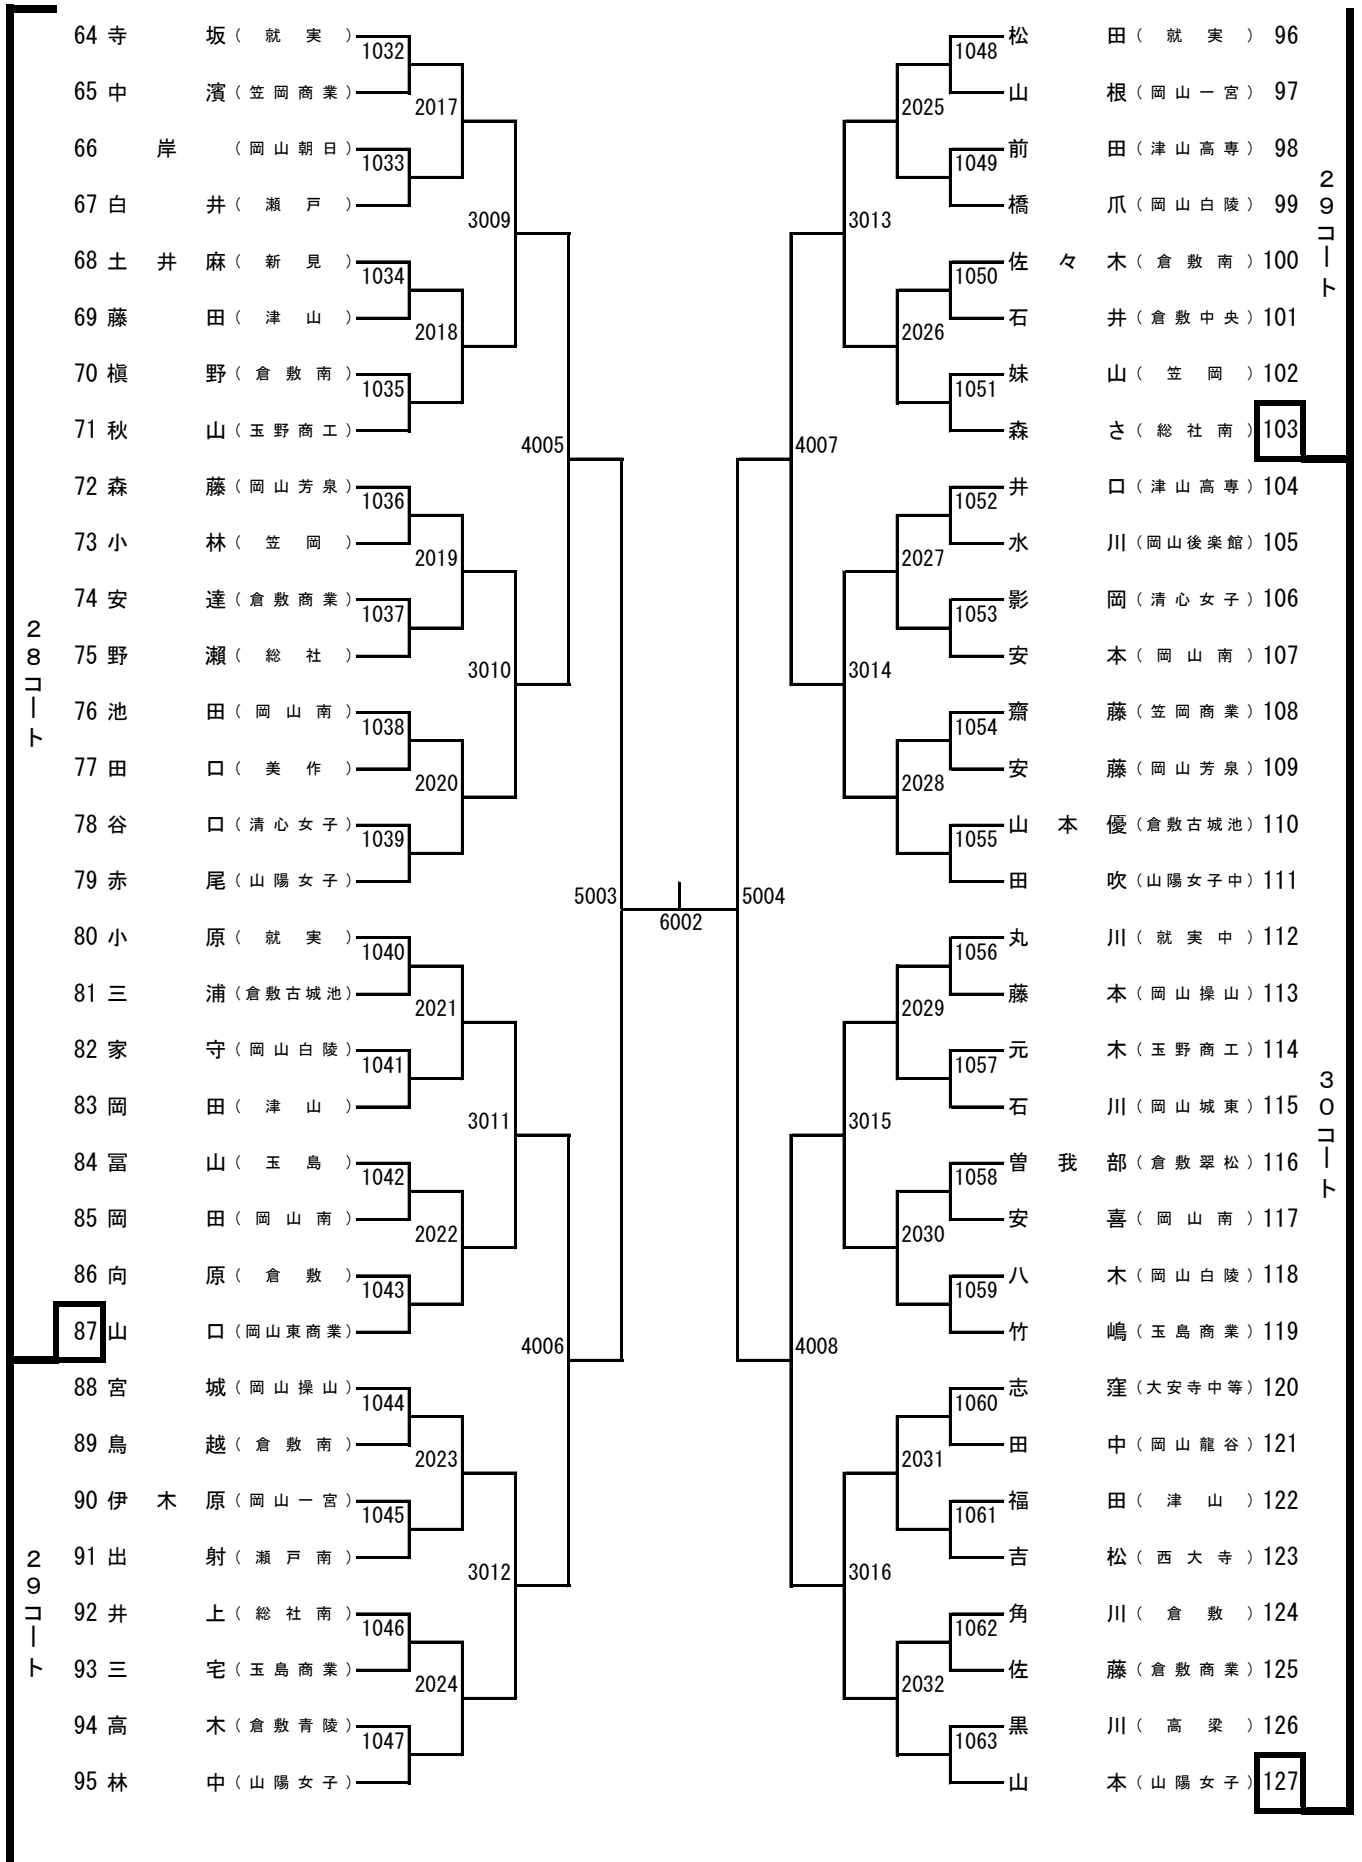 64 寺坂（就実）
1032
65 中濱（笠岡商業）
2017
66 岸（岡山朝日）
1033
67 白井（瀬戸）
3009
68 土井麻（新見）
1034
69 藤田（津山）
2018
70 槇野（倉敷南）
1035
71 秋山（玉野商工）
4005
72 森藤（岡山芳泉）
1036
73 小林（笠岡）
2019
74 安達（倉敷商業）
1037
75 野瀬（総社）
3010
76 池田（岡山南）
1038
77 田口（美作）
2020
78 谷口（清心女子）
1039
79 赤尾（山陽女子）
5003
80 小原（就実）
1040
81 三浦（倉敷古城池）
2021
82 家守（岡山白陵）
1041
83 岡田（津山）
3011
84 冨山（玉島）
1042
85 岡田（岡山南）
2022
86 向原（倉敷）
1043
87 山口（岡山東商業）
4006
88 宮城（岡山操山）
1044
89 鳥越（倉敷南）
2023
90 伊木原（岡山一宮）
1045
91 出射（瀬戸南）
3012
92 井上（総社南）
1046
93 三宅（玉島商業）
2024
94 高木（倉敷青陵）
1047
95 林中（山陽女子）
28コート
29コート
6002
松田（就実）96
1048
山根（岡山一宮）97
2025
前田（津山高専）98
1049
橋爪（岡山白陵）99
3013
佐々木（倉敷南）100
1050
石井（倉敷中央）101
2026
妹山（笠岡）102
1051
森さ（総社南）103
4007
井口（津山高専）104
1052
水川（岡山後楽館）105
2027
影岡（清心女子）106
1053
安本（岡山南）107
3014
齋藤（笠岡商業）108
1054
安藤（岡山芳泉）109
2028
山本優（倉敷古城池）110
1055
田吹（山陽女子中）111
5004
丸川（就実中）112
1056
藤本（岡山操山）113
2029
元木（玉野商工）114
1057
石川（岡山城東）115
3015
曽我部（倉敷翠松）116
1058
安喜（岡山南）117
2030
八木（岡山白陵）118
1059
竹嶋（玉島商業）119
4008
志窪（大安寺中等）120
1060
田中（岡山龍谷）121
2031
福田（津山）122
1061
吉松（西大寺）123
3016
角川（倉敷）124
1062
佐藤（倉敷商業）125
2032
黒川（高梁）126
1063
山本（山陽女子）127
29コート
30コート